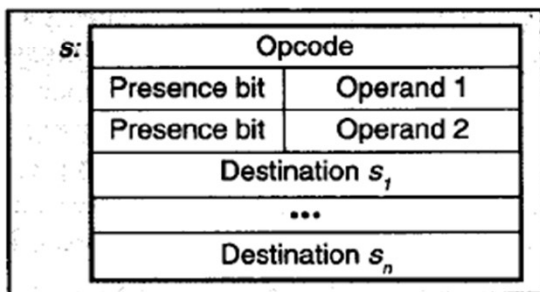 s: Opcode
Presence bit Operand 1
Presence bit Operand 2
Destination s₁
...
Destination sₙ